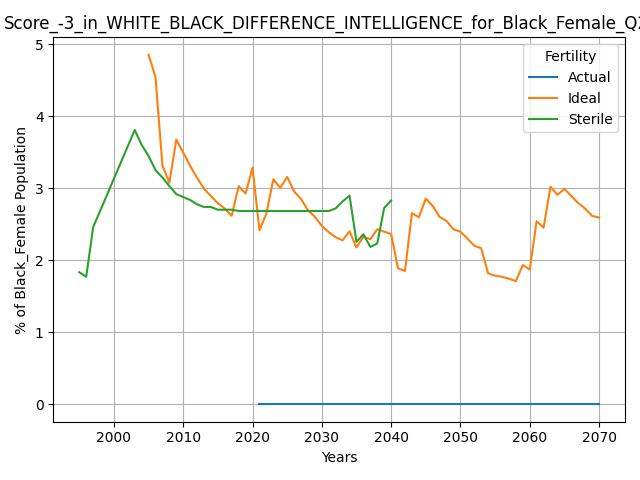 Score_-3_in_WHITE_BLACK_DIFFERENCE_INTELLIGENCE_for_Black_Female_Q2
Fertility
Actual
Ideal
Sterile
% of Black_Female Population
5
4
3
2
1
0
2000 2010 2020 2030 2040 2050 2060 2070
Years